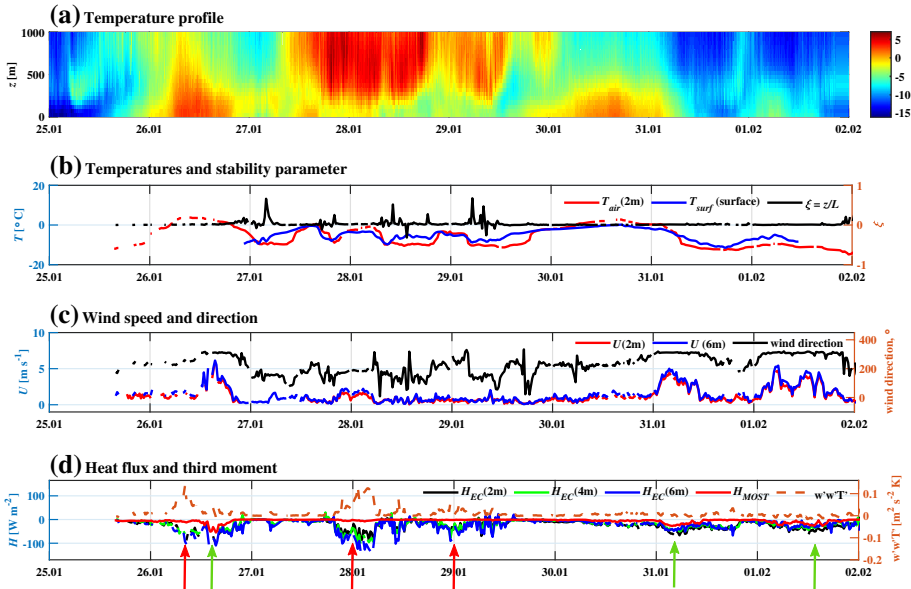 (a) Temperature profile
1000
500
0
z [m]
5
0
-5
-10
-15
25.01 26.01 27.01 28.01 29.01 30.01 31.01 01.02 02.02
(b) Temperatures and stability parameter
20
0
-20
T [°C]
T_air (2m) T_surf (surface) ξ = z/L
1
0
-1
ξ
25.01 26.01 27.01 28.01 29.01 30.01 31.01 01.02 02.02
(c) Wind speed and direction
10
5
0
U [m s⁻¹]
U(2m) U (6m) wind direction
400
200
0
wind direction, °
25.01 26.01 27.01 28.01 29.01 30.01 31.01 01.02 02.02
(d) Heat flux and third moment
100
0
-100
H [W m⁻²]
H_EC(2m) H_EC(4m) H_EC(6m) H_MOST w'w'T'
0.1
0
-0.1
-0.2
w'w'T' [m² s⁻² K]
25.01 26.01 27.01 28.01 29.01 30.01 31.01 01.02 02.02